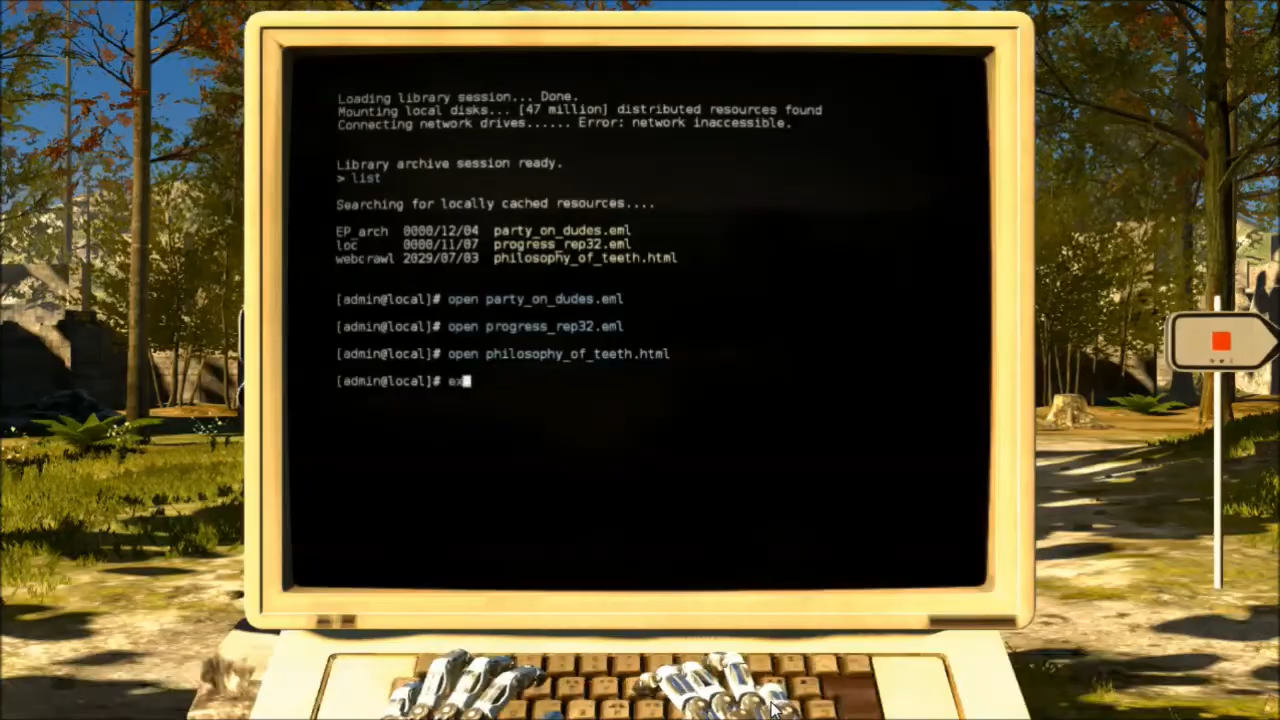 Loading library session... Done.
Mounting local disks... [47 million] distributed resources found
Connecting network drives...... Error: network inaccessible.
Library archive session ready.
> list
Searching for locally cached resources....
EP_arch 0000/12/04 party_on_dudes.eml
loc 0000/11/07 progress_rep32.eml
webcrawl 2029/07/03 philosophy_of_teeth.html
[admin@local]# open party_on_dudes.eml
[admin@local]# open progress_rep32.eml
[admin@local]# open philosophy_of_teeth.html
[admin@local]# ex